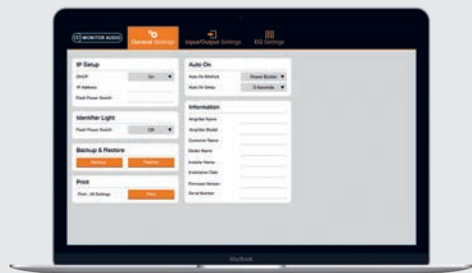 MONITOR AUDIO
General Settings
Input/Output Settings
EQ Settings
IP Setup
DHCP
On
IP Address
Flash Power Switch
Identifier Light
Flash Power Switch
Off
Backup & Restore
Backup
Restore
Print
Print - All Settings
Print
Auto On
Auto On Method
Power Button
Auto On Delay
0 Seconds
Information
Amplifier Name
Amplifier Model
Customer Name
Dealer Name
Installer Name
Installation Date
Firmware Version
Serial Number
MacBook